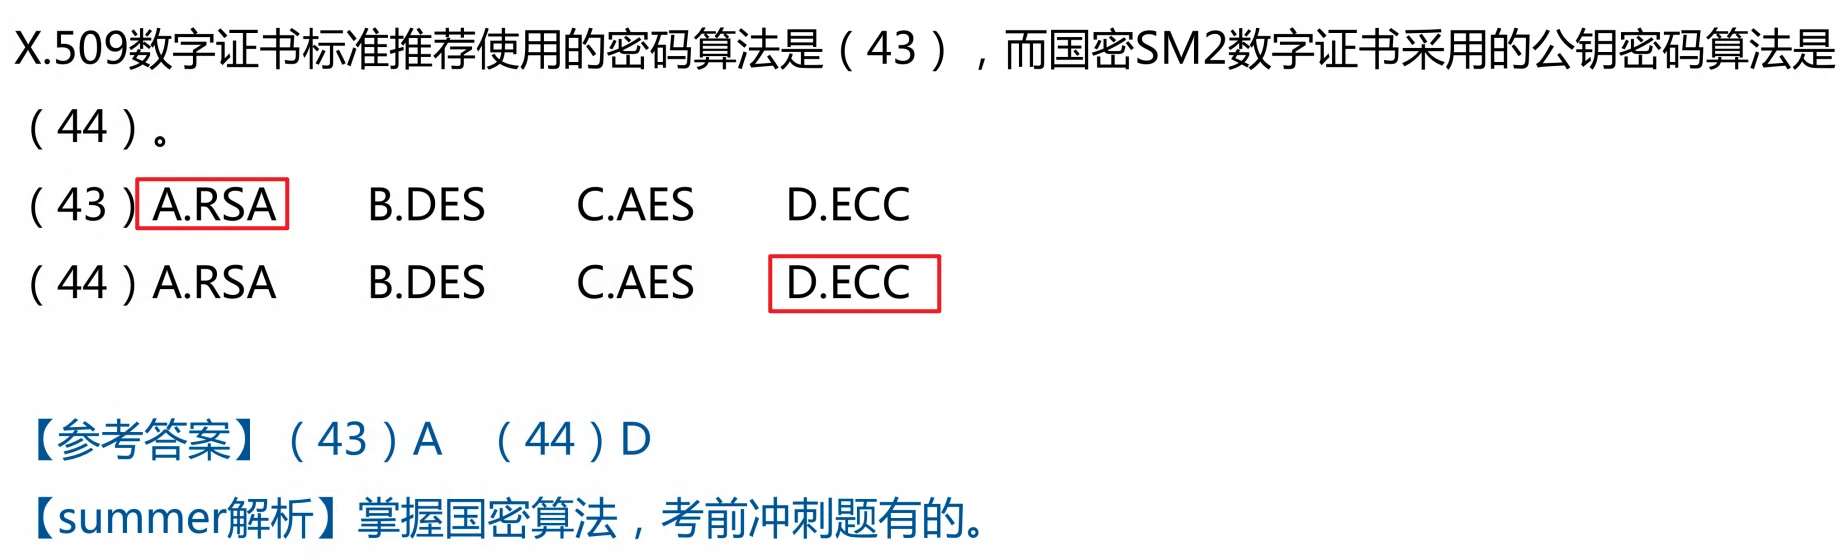 X.509数字证书标准推荐使用的密码算法是（43），而国密SM2数字证书采用的公钥密码算法是
（44）。
（43）A.RSA B.DES C.AES D.ECC
（44）A.RSA B.DES C.AES D.ECC
【参考答案】（43）A （44）D
【summer解析】掌握国密算法，考前冲刺题有的。